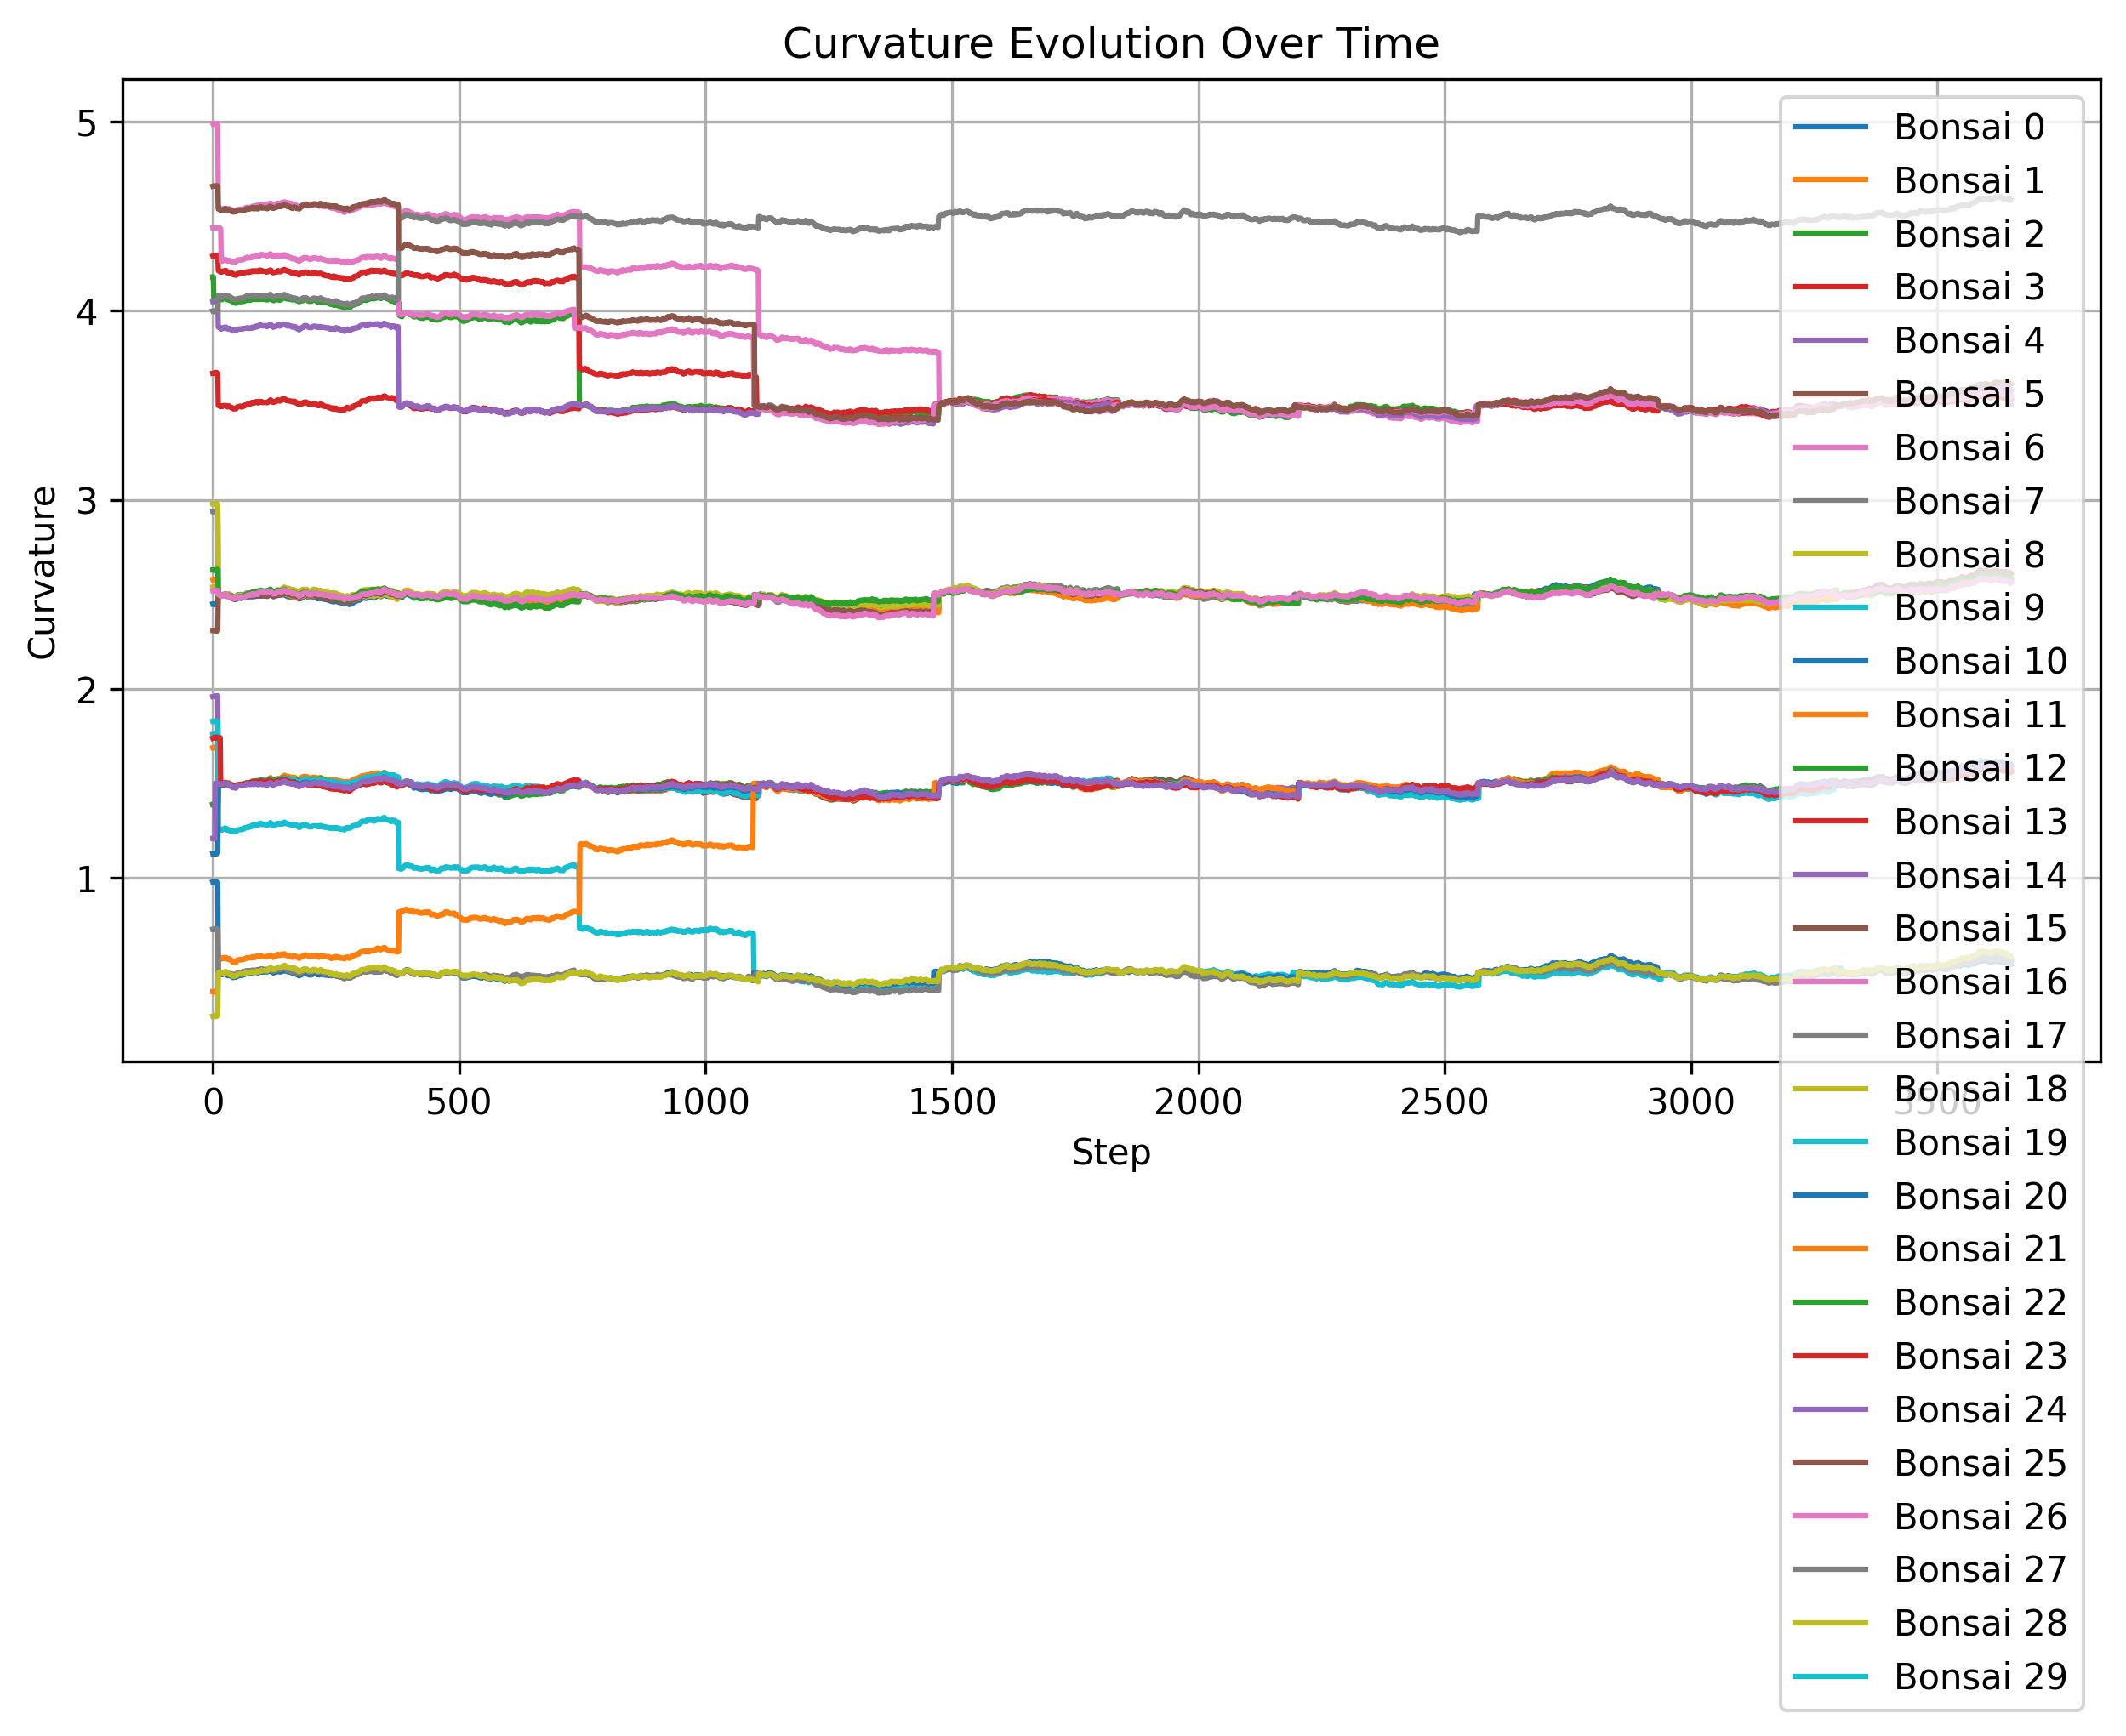 Curvature Evolution Over Time
Curvature
5
4
3
2
1
0 500 1000 1500 2000 2500 3000 3500
Step
Bonsai 0
Bonsai 1
Bonsai 2
Bonsai 3
Bonsai 4
Bonsai 5
Bonsai 6
Bonsai 7
Bonsai 8
Bonsai 9
Bonsai 10
Bonsai 11
Bonsai 12
Bonsai 13
Bonsai 14
Bonsai 15
Bonsai 16
Bonsai 17
Bonsai 18
Bonsai 19
Bonsai 20
Bonsai 21
Bonsai 22
Bonsai 23
Bonsai 24
Bonsai 25
Bonsai 26
Bonsai 27
Bonsai 28
Bonsai 29